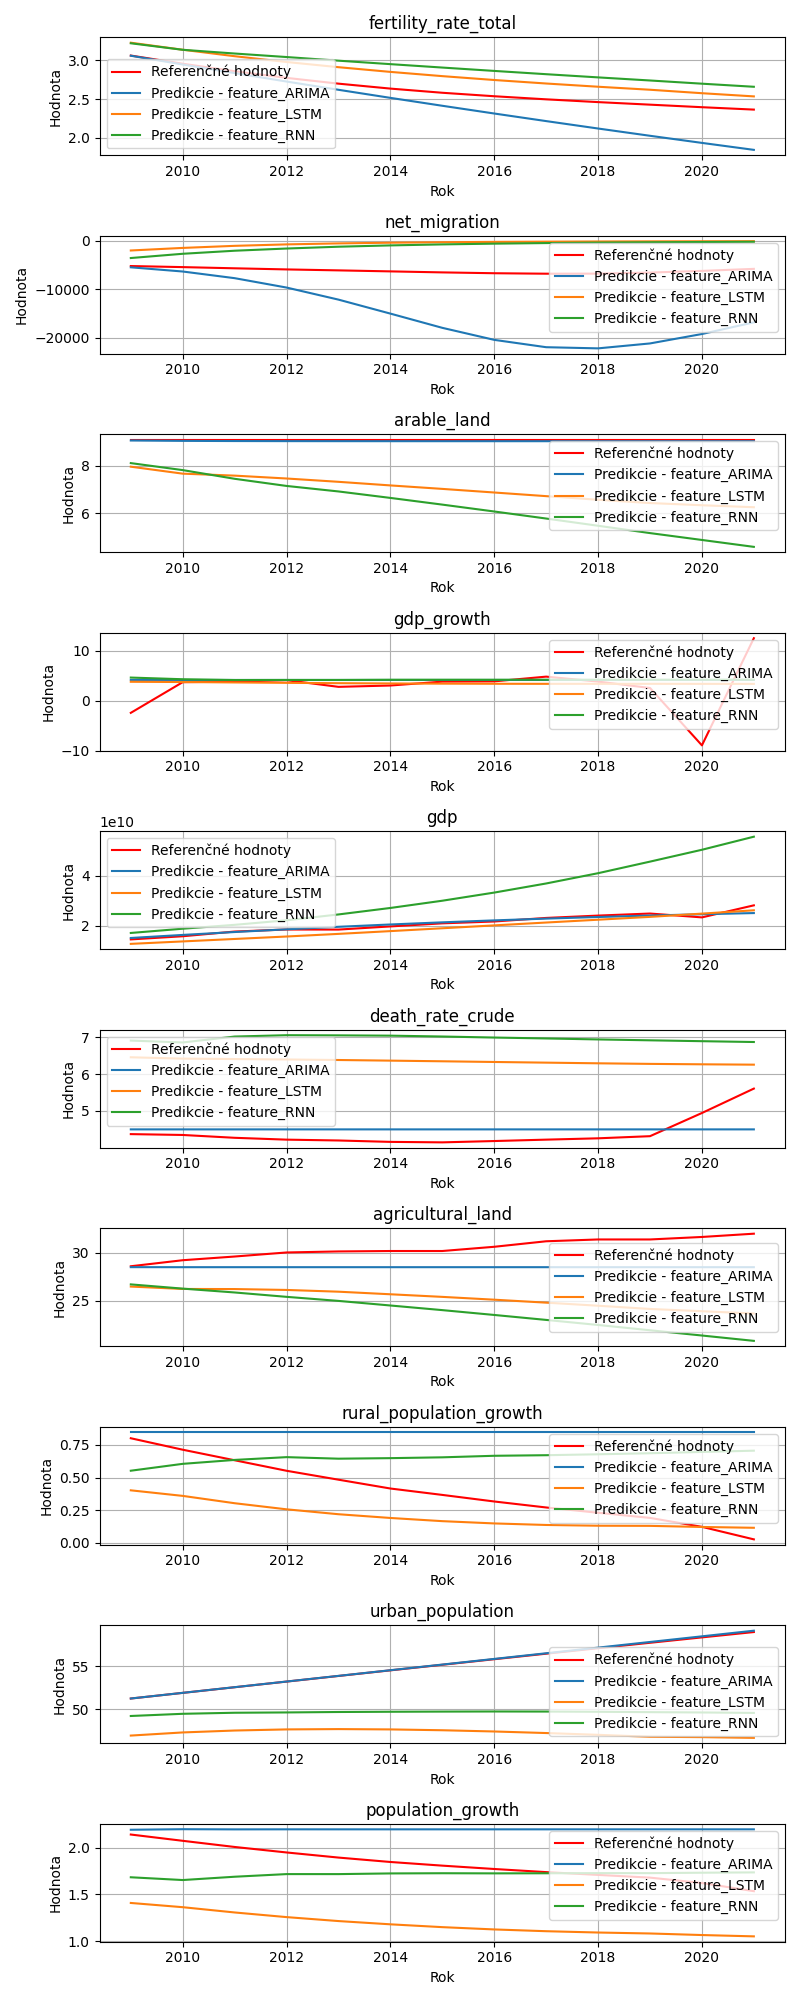 fertility_rate_total
Hodnota
3.0
2.5
2.0
Referenčné hodnoty
Predikcie - feature_ARIMA
Predikcie - feature_LSTM
Predikcie - feature_RNN
2010 2012 2014 2016 2018 2020
Rok
net_migration
Hodnota
0
−10000
−20000
Referenčné hodnoty
Predikcie - feature_ARIMA
Predikcie - feature_LSTM
Predikcie - feature_RNN
2010 2012 2014 2016 2018 2020
Rok
arable_land
Hodnota
8
6
Referenčné hodnoty
Predikcie - feature_ARIMA
Predikcie - feature_LSTM
Predikcie - feature_RNN
2010 2012 2014 2016 2018 2020
Rok
gdp_growth
Hodnota
10
0
−10
Referenčné hodnoty
Predikcie - feature_ARIMA
Predikcie - feature_LSTM
Predikcie - feature_RNN
2010 2012 2014 2016 2018 2020
Rok
gdp
1e10
Hodnota
4
2
Referenčné hodnoty
Predikcie - feature_ARIMA
Predikcie - feature_LSTM
Predikcie - feature_RNN
2010 2012 2014 2016 2018 2020
Rok
death_rate_crude
Hodnota
7
6
5
Referenčné hodnoty
Predikcie - feature_ARIMA
Predikcie - feature_LSTM
Predikcie - feature_RNN
2010 2012 2014 2016 2018 2020
Rok
agricultural_land
Hodnota
30
25
Referenčné hodnoty
Predikcie - feature_ARIMA
Predikcie - feature_LSTM
Predikcie - feature_RNN
2010 2012 2014 2016 2018 2020
Rok
rural_population_growth
Hodnota
0.75
0.50
0.25
0.00
Referenčné hodnoty
Predikcie - feature_ARIMA
Predikcie - feature_LSTM
Predikcie - feature_RNN
2010 2012 2014 2016 2018 2020
Rok
urban_population
Hodnota
55
50
Referenčné hodnoty
Predikcie - feature_ARIMA
Predikcie - feature_LSTM
Predikcie - feature_RNN
2010 2012 2014 2016 2018 2020
Rok
population_growth
Hodnota
2.0
1.5
1.0
Referenčné hodnoty
Predikcie - feature_ARIMA
Predikcie - feature_LSTM
Predikcie - feature_RNN
2010 2012 2014 2016 2018 2020
Rok